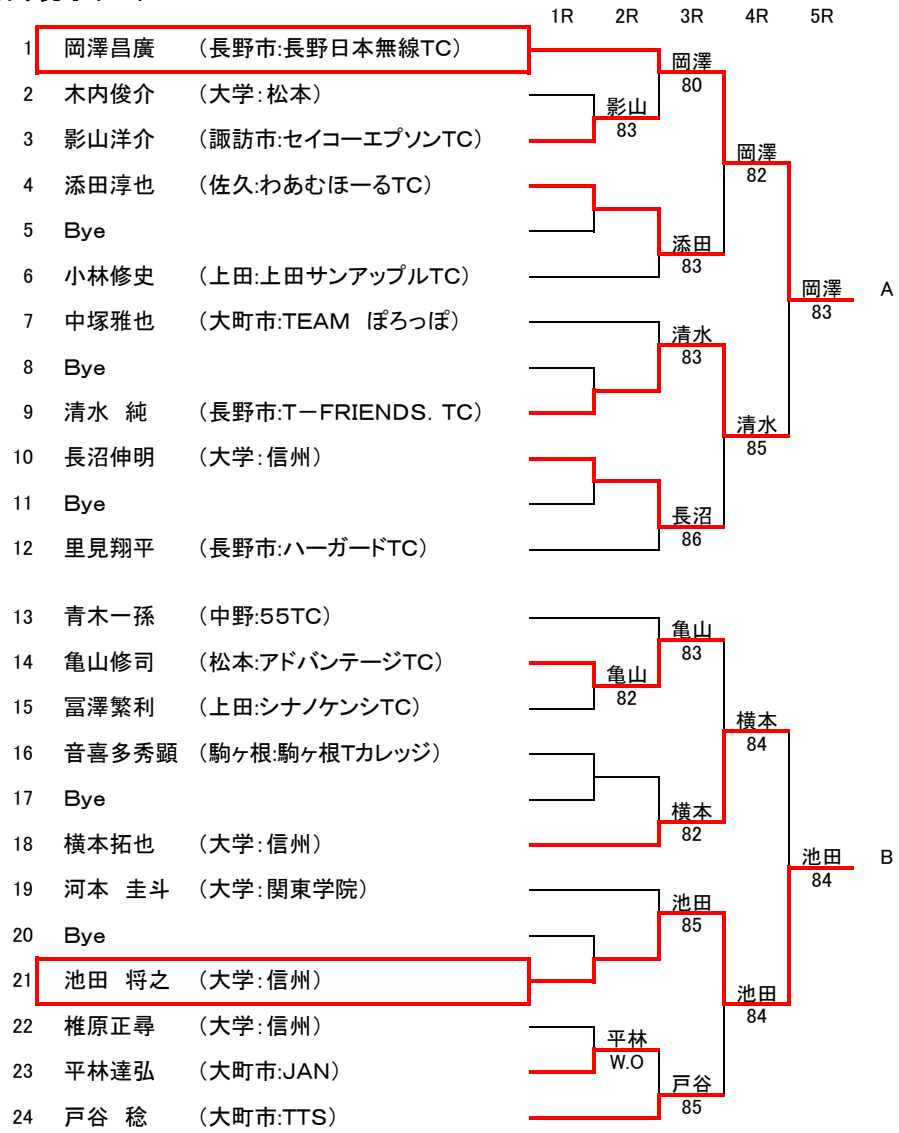 1R 2R 3R 4R 5R
1 岡澤昌廣 （長野市:長野日本無線TC）
岡澤
80
2 木内俊介 （大学:松本）
影山
83
3 影山洋介 （諏訪市:セイコーエプソンTC）
岡澤
82
4 添田淳也 （佐久:わあむほーるTC）
5 Bye
添田
83
6 小林修史 （上田:上田サンアップルTC）
岡澤 A
83
7 中塚雅也 （大町市:TEAM ぽろっぽ）
清水
83
8 Bye
9 清水 純 （長野市:T－FRIENDS．TC）
清水
85
10 長沼伸明 （大学:信州）
11 Bye
長沼
86
12 里見翔平 （長野市:ハーガードTC）
13 青木一孫 （中野:55TC）
亀山
83
14 亀山修司 （松本:アドバンテージTC）
亀山
82
15 冨澤繁利 （上田:シナノケンシTC）
横本
84
16 音喜多秀顕 （駒ヶ根:駒ヶ根Tカレッジ）
17 Bye
横本
82
18 横本拓也 （大学:信州）
池田 B
84
19 河本 圭斗 （大学:関東学院）
池田
85
20 Bye
21 池田 将之 （大学:信州）
池田
84
22 椎原正尋 （大学:信州）
平林
W.O
23 平林達弘 （大町市:JAN）
戸谷
85
24 戸谷 稔 （大町市:TTS）